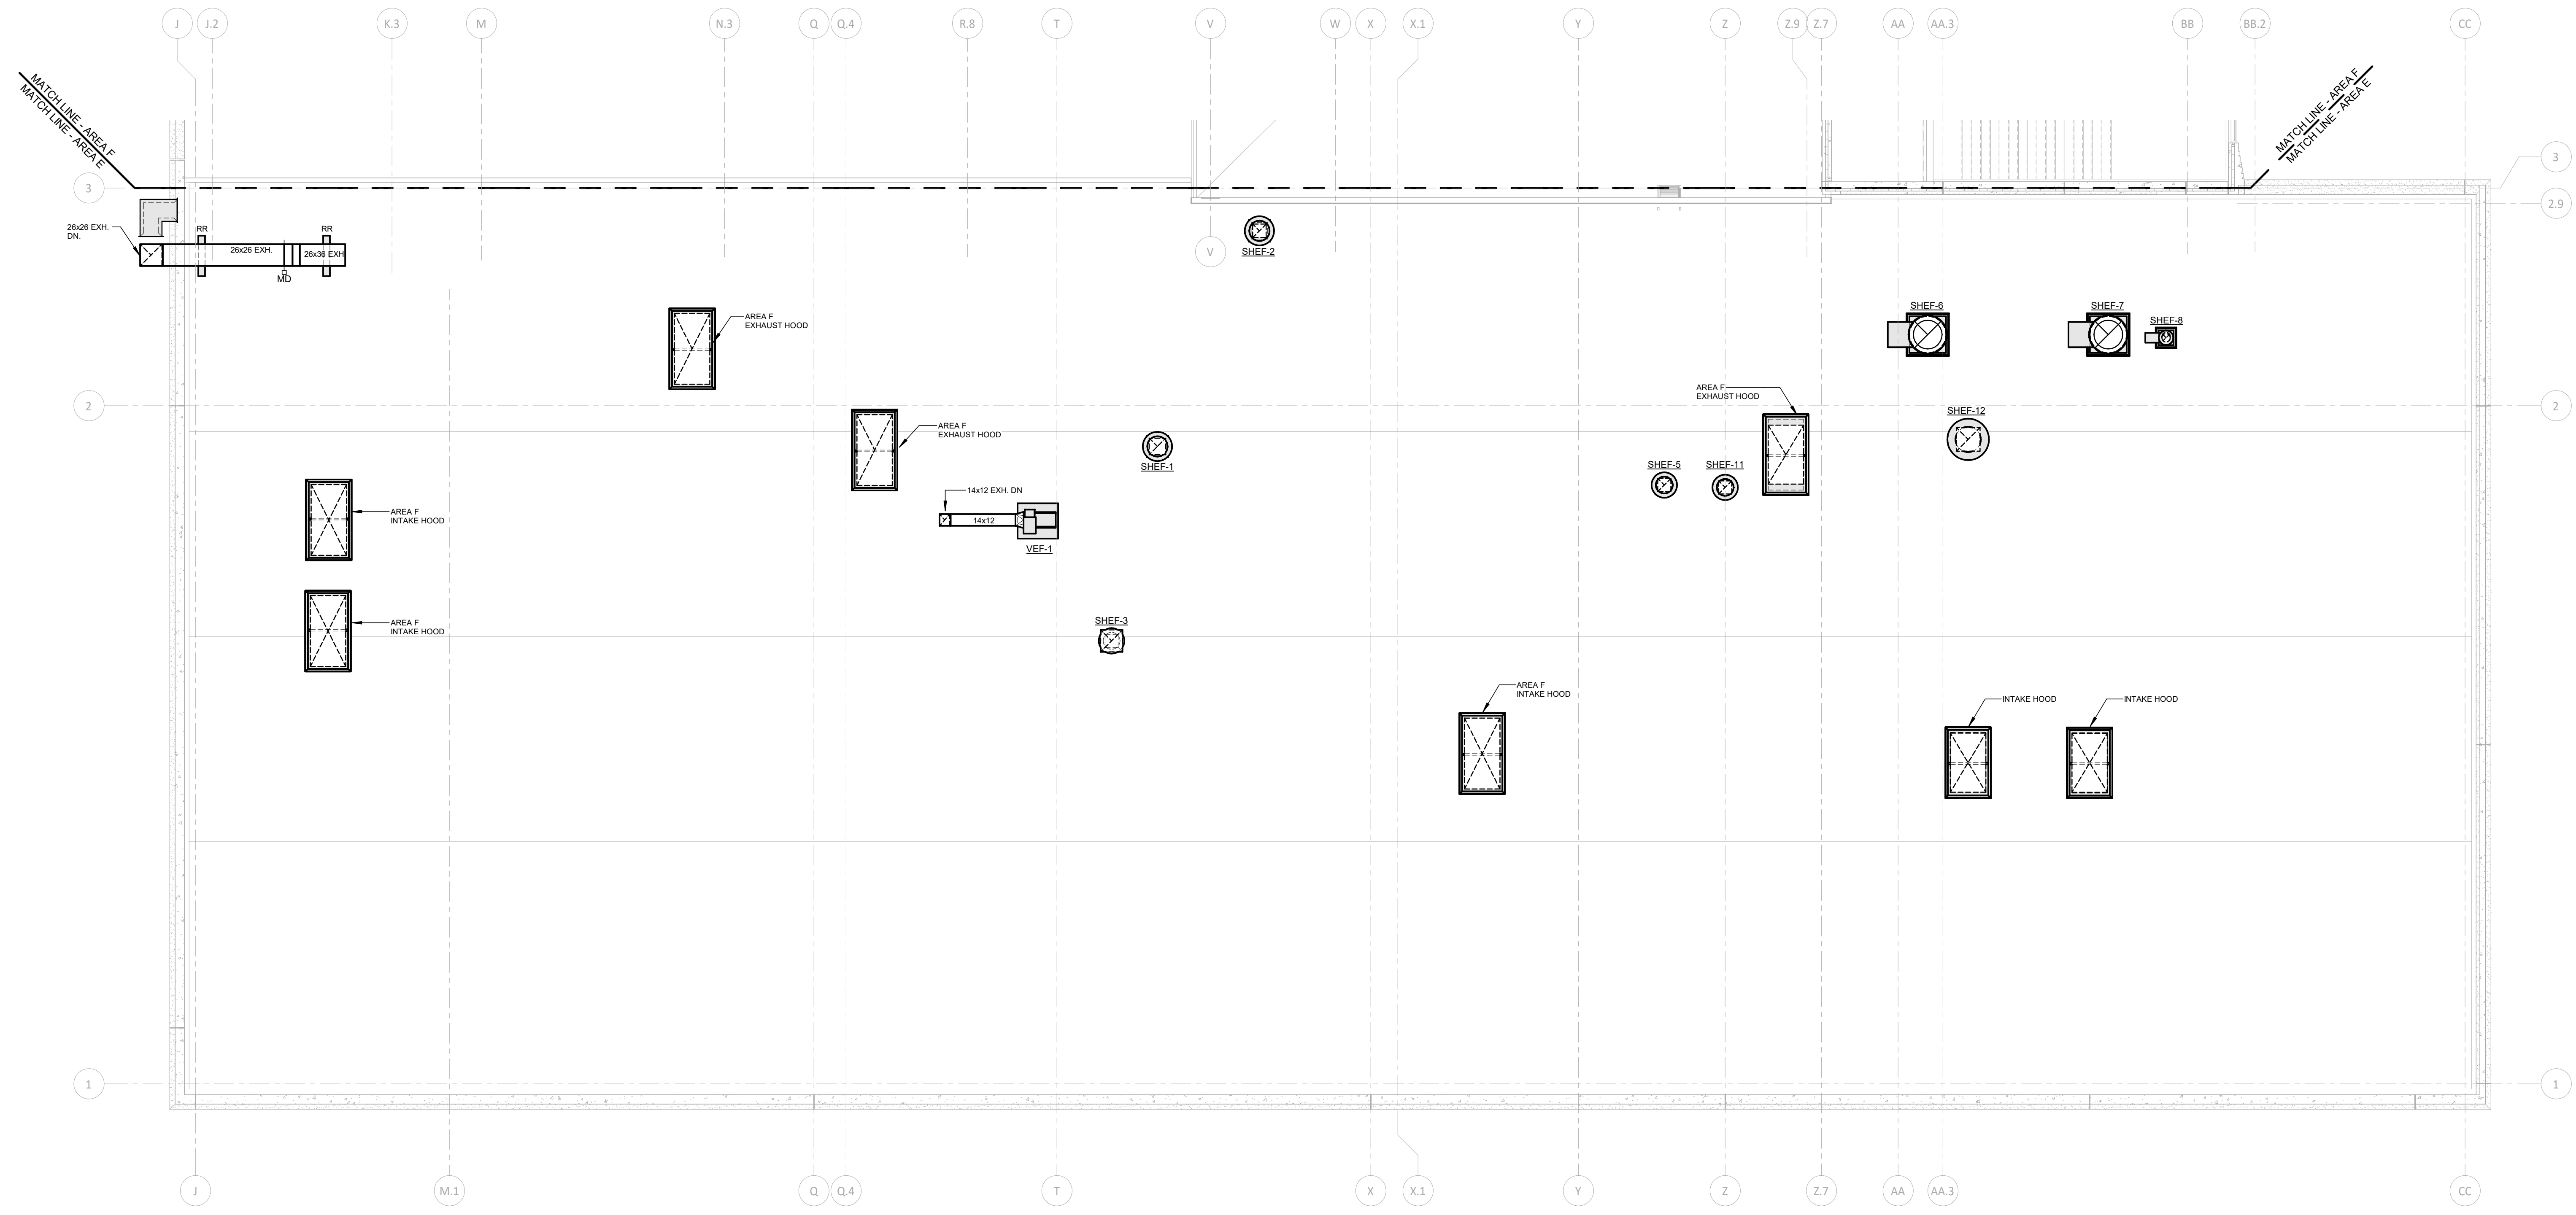 J
J.2
K.3
M
N.3
Q
Q.4
R.8
T
V
W
X
X.1
Y
Z
Z.9
Z.7
AA
AA.3
BB
BB.2
CC
MATCH LINE - AREA F
MATCH LINE - AREA E
MATCH LINE - AREA F
MATCH LINE - AREA E
3
3
2.9
26x26 EXH.
DN.
RR
RR
26x26 EXH.
26x36 EXH
MD
SHEF-2
V
AREA F
EXHAUST HOOD
SHEF-6
SHEF-7
SHEF-8
2
2
AREA F
EXHAUST HOOD
AREA F
EXHAUST HOOD
SHEF-12
SHEF-1
SHEF-5
SHEF-11
14x12 EXH. DN
14x12
VEF-1
AREA F
INTAKE HOOD
AREA F
INTAKE HOOD
SHEF-3
AREA F
INTAKE HOOD
INTAKE HOOD
INTAKE HOOD
1
1
J
M.1
Q
Q.4
T
X
X.1
Y
Z
Z.7
AA
AA.3
CC